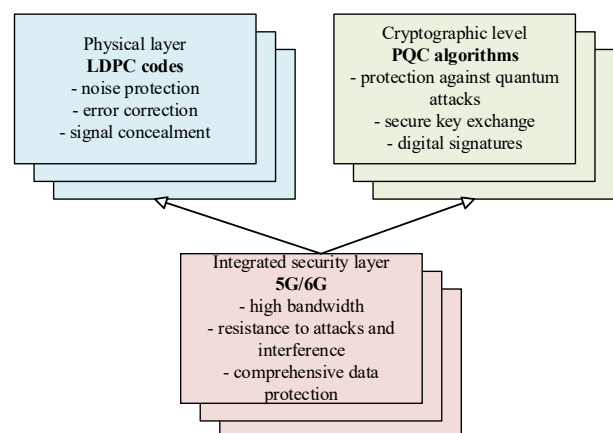 Physical layer
LDPC codes
- noise protection
- error correction
- signal concealment
Cryptographic level
PQC algorithms
- protection against quantum
attacks
- secure key exchange
- digital signatures
Integrated security layer
5G/6G
- high bandwidth
- resistance to attacks and
interference
- comprehensive data
protection